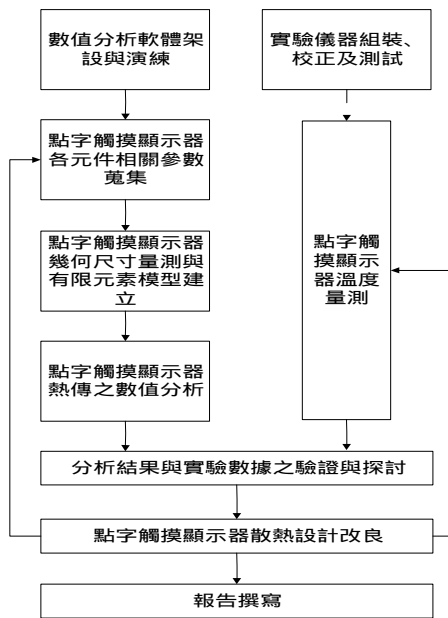 數值分析軟體架
設與演練
實驗儀器組裝、
校正及測試
點字觸摸顯示器
各元件相關參數
蒐集
點字觸摸顯示器
幾何尺寸量測與
有限元素模型建
立
點字觸摸顯示器
熱傳之數值分析
點字觸
摸顯示
器溫度
量測
分析結果與實驗數據之驗證與探討
點字觸摸顯示器散熱設計改良
報告撰寫